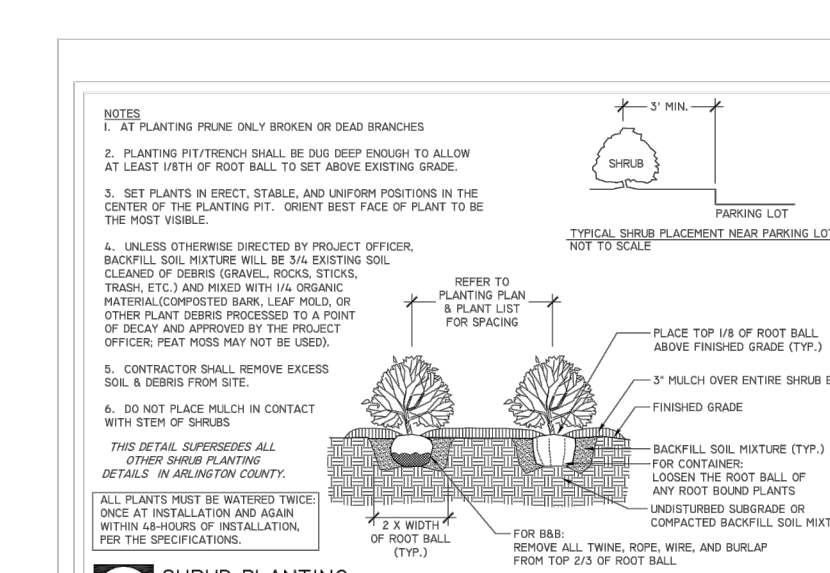 NOTES
1. AT PLANTING PRUNE ONLY BROKEN OR DEAD BRANCHES
2. PLANTING PIT/TRENCH SHALL BE DUG DEEP ENOUGH TO ALLOW
AT LEAST 1/8TH OF ROOT BALL TO SET ABOVE EXISTING GRADE.
3. SET PLANTS IN ERECT, STABLE, AND UNIFORM POSITIONS IN THE
CENTER OF THE PLANTING PIT. ORIENT BEST FACE OF PLANT TO BE
THE MOST VISIBLE.
4. UNLESS OTHERWISE DIRECTED BY PROJECT OFFICER,
BACKFILL SOIL MIXTURE WILL BE 3/4 EXISTING SOIL
CLEANED OF DEBRIS (GRAVEL, ROCKS, STICKS,
TRASH, ETC.) AND MIXED WITH 1/4 ORGANIC
MATERIAL(COMPOSTED BARK, LEAF MOLD, OR
OTHER PLANT DEBRIS PROCESSED TO A POINT
OF DECAY AND APPROVED BY THE PROJECT
OFFICER; PEAT MOSS MAY NOT BE USED).
5. CONTRACTOR SHALL REMOVE EXCESS
SOIL & DEBRIS FROM SITE.
6. DO NOT PLACE MULCH IN CONTACT
WITH STEM OF SHRUBS
THIS DETAIL SUPERSEDES ALL
OTHER SHRUB PLANTING
DETAILS IN ARLINGTON COUNTY.
ALL PLANTS MUST BE WATERED TWICE:
ONCE AT INSTALLATION AND AGAIN
WITHIN 48-HOURS OF INSTALLATION,
PER THE SPECIFICATIONS.
SHRUB PLANTING
3' MIN.
SHRUB
PARKING LOT
TYPICAL SHRUB PLACEMENT NEAR PARKING LOT
NOT TO SCALE
REFER TO
PLANTING PLAN
& PLANT LIST
FOR SPACING
PLACE TOP 1/8 OF ROOT BALL
ABOVE FINISHED GRADE (TYP.)
3" MULCH OVER ENTIRE SHRUB
FINISHED GRADE
BACKFILL SOIL MIXTURE (TYP.)
FOR CONTAINER:
LOOSEN THE ROOT BALL OF
ANY ROOT BOUND PLANTS
UNDISTURBED SUBGRADE OR
COMPACTED BACKFILL SOIL
2 X WIDTH
OF ROOT BALL
(TYP.)
FOR B&B:
REMOVE ALL TWINE, ROPE, WIRE, AND BURLAP
FROM TOP 2/3 OF ROOT BALL